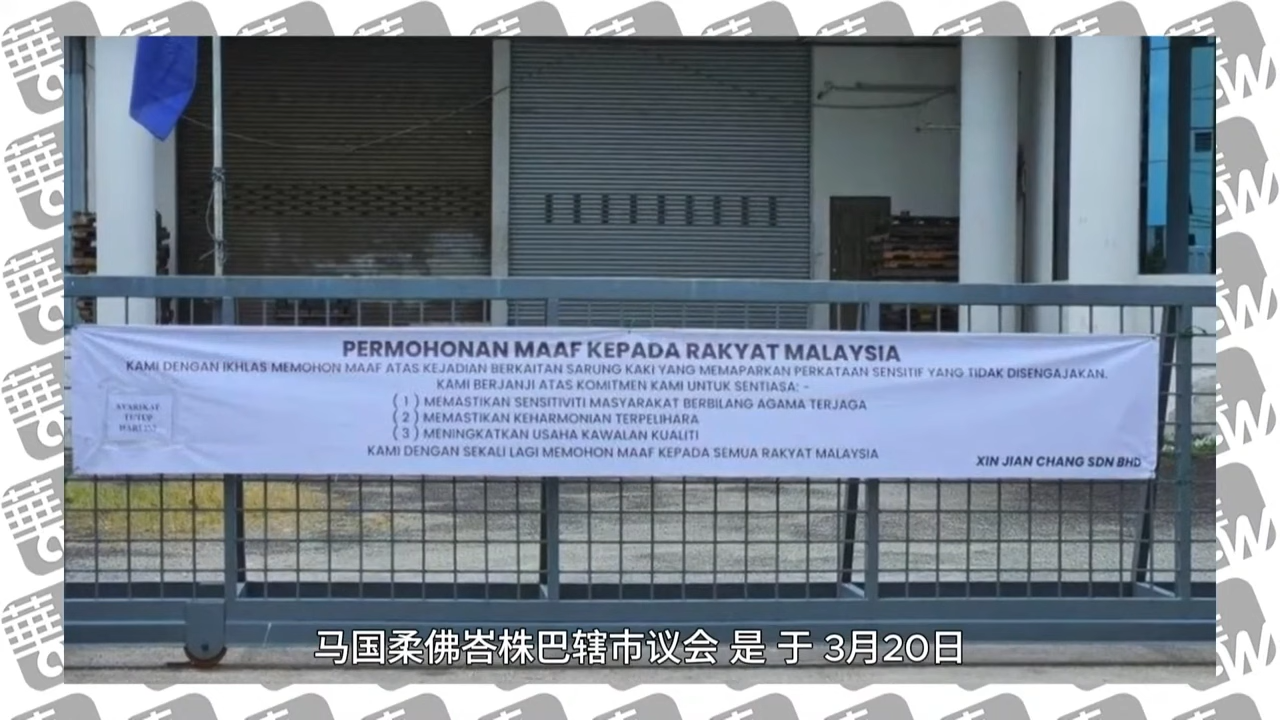 PERMOHONAN MAAF KEPADA RAKYAT MALAYSIA
KAMI DENGAN IKHLAS MEMOHON MAAF ATAS KEJADIAN BERKAITAN SARUNG KAKI YANG MEMAPARKAN PERKATAAN SENSITIF YANG TIDAK DISENGAJAKAN.
KAMI BERJANJI ATAS KOMITMEN KAMI UNTUK SENTIASA: -
( 1 ) MEMASTIKAN SENSITIVITI MASYARAKAT BERBILANG AGAMA TERJAGA
( 2 ) MEMASTIKAN KEHARMONIAN TERPELIHARA
( 3 ) MENINGKATKAN USAHA KAWALAN KUALITI
KAMI DENGAN SEKALI LAGI MEMOHON MAAF KEPADA SEMUA RAKYAT MALAYSIA
XIN JIAN CHANG SDN BHD
SYARIKAT
TUTUP
HARI INI
马国柔佛峇株巴辖市议会 是 于 3月20日